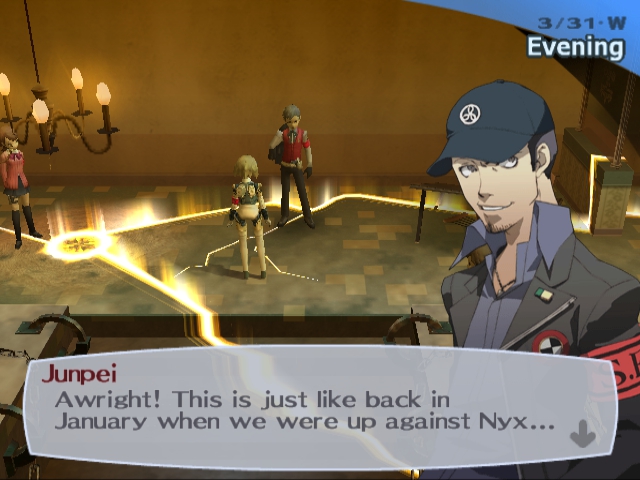 3/31・W
Evening
Junpei
Awright! This is just like back in
January when we were up against Nyx...
S.E